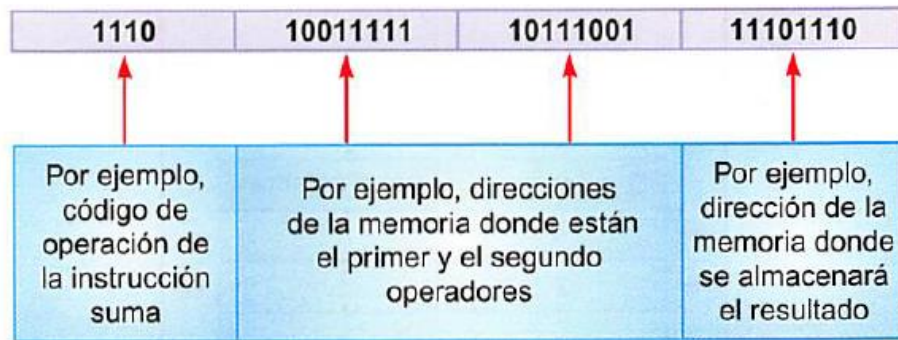 1110 10011111 10111001 11101110
Por ejemplo,
código de
operación de
la instrucción
suma
Por ejemplo, direcciones
de la memoria donde están
el primer y el segundo
operadores
Por ejemplo,
dirección de la
memoria donde
se almacenará
el resultado